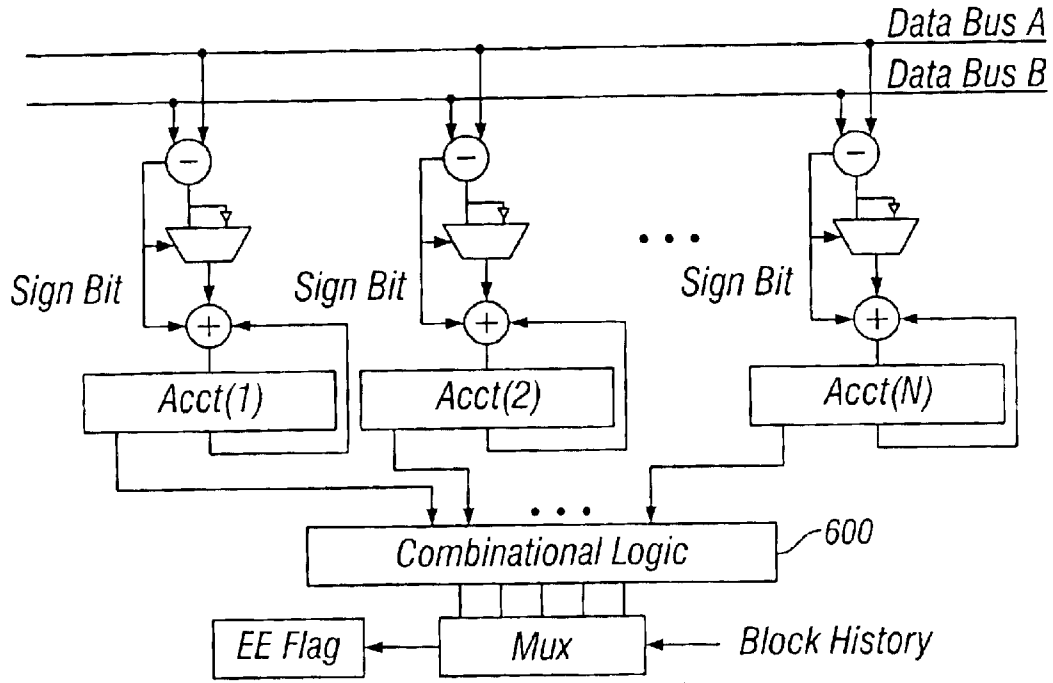 Data Bus A
Data Bus B
− − −
Sign Bit Sign Bit Sign Bit
+ + +
Acct(1) Acct(2) Acct(N)
Combinational Logic 600
EE Flag Mux Block History